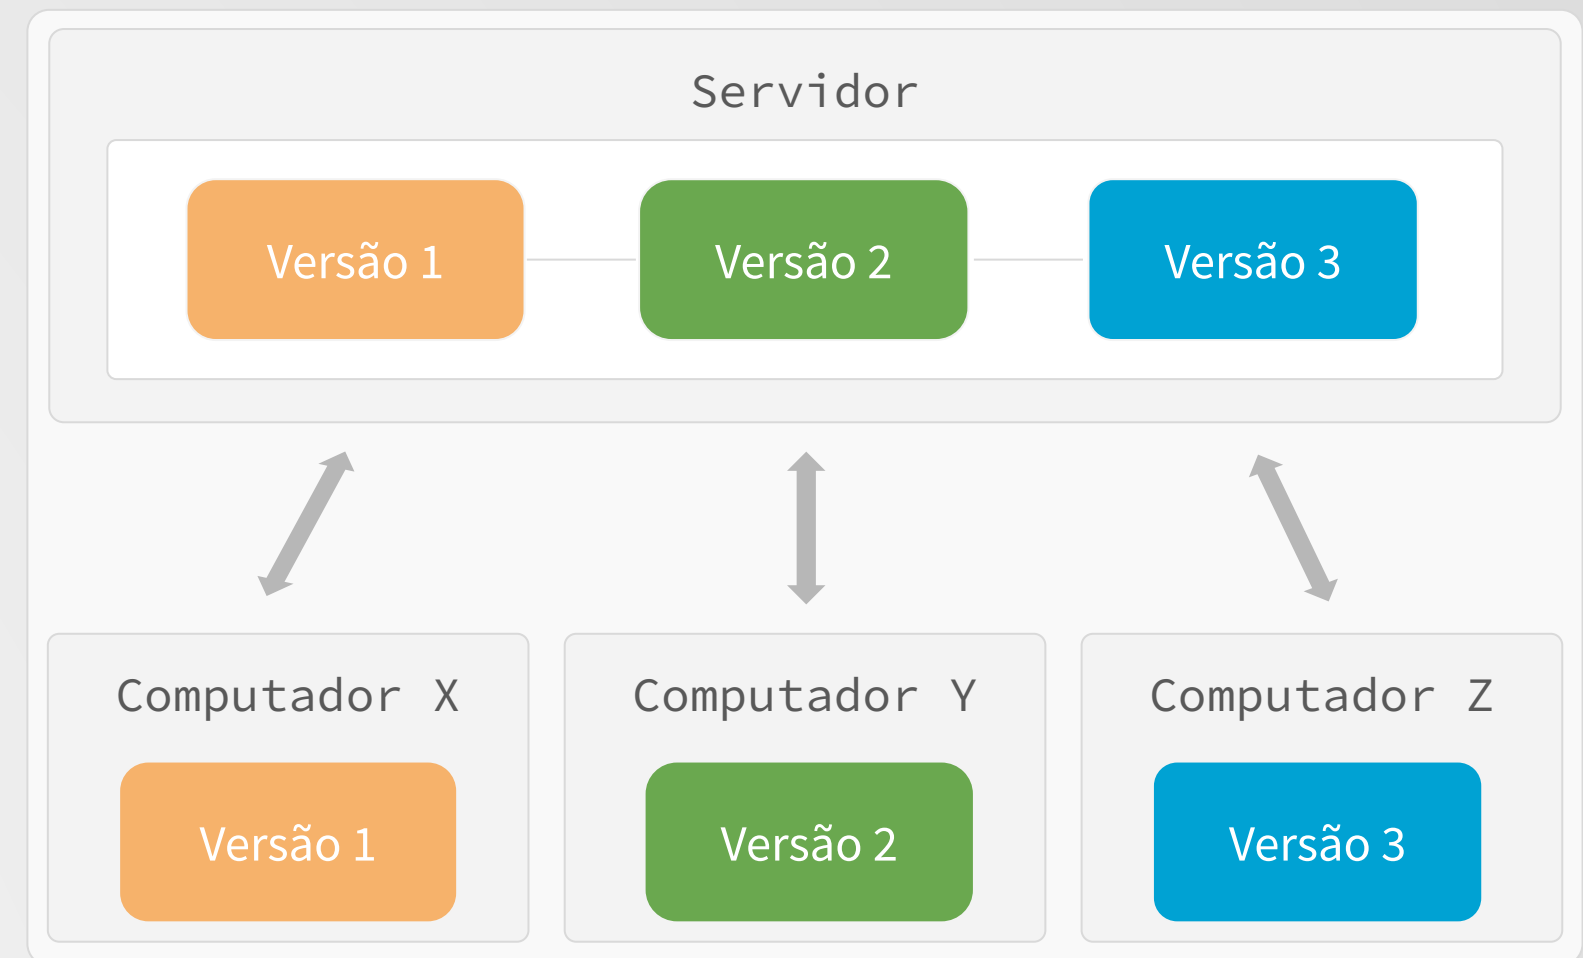 Servidor
Versão 1
Versão 2
Versão 3
Computador X
Computador Y
Computador Z
Versão 1
Versão 2
Versão 3